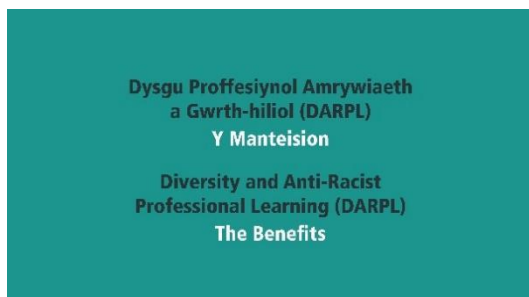 Dysgu Proffesiynol Amrywiaeth
a Gwrth-hiliol (DARPL)
Y Manteision
Diversity and Anti-Racist
Professional Learning (DARPL)
The Benefits